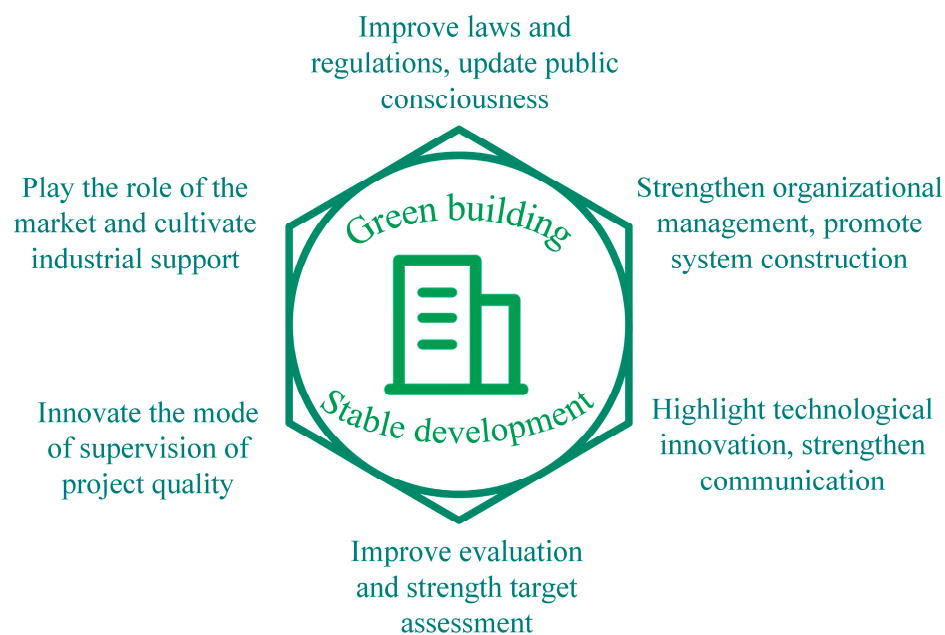 Improve laws and
regulations, update public
consciousness
Play the role of the
market and cultivate
industrial support
Strengthen organizational
management, promote
system construction
Green building
Stable development
Innovate the mode
of supervision of
project quality
Highlight technological
innovation, strengthen
communication
Improve evaluation
and strength target
assessment